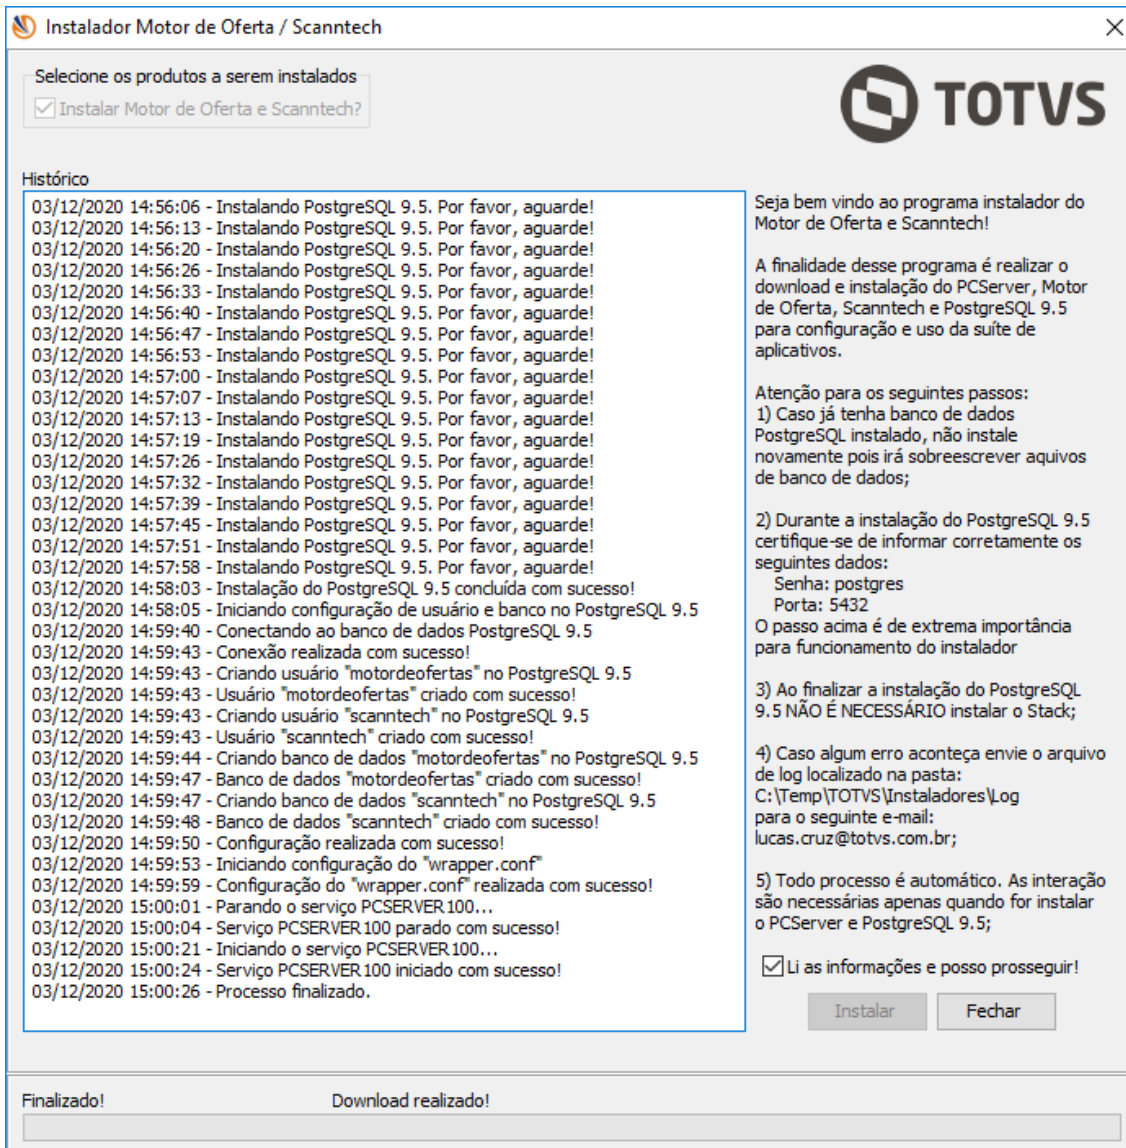 Instalador Motor de Oferta / Scanntech
Selecione os produtos a serem instalados
Instalar Motor de Oferta e Scanntech?
TOTVS
Histórico
03/12/2020 14:56:06 - Instalando PostgreSQL 9.5. Por favor, aguarde!
03/12/2020 14:56:13 - Instalando PostgreSQL 9.5. Por favor, aguarde!
03/12/2020 14:56:20 - Instalando PostgreSQL 9.5. Por favor, aguarde!
03/12/2020 14:56:26 - Instalando PostgreSQL 9.5. Por favor, aguarde!
03/12/2020 14:56:33 - Instalando PostgreSQL 9.5. Por favor, aguarde!
03/12/2020 14:56:40 - Instalando PostgreSQL 9.5. Por favor, aguarde!
03/12/2020 14:56:47 - Instalando PostgreSQL 9.5. Por favor, aguarde!
03/12/2020 14:56:53 - Instalando PostgreSQL 9.5. Por favor, aguarde!
03/12/2020 14:57:00 - Instalando PostgreSQL 9.5. Por favor, aguarde!
03/12/2020 14:57:07 - Instalando PostgreSQL 9.5. Por favor, aguarde!
03/12/2020 14:57:13 - Instalando PostgreSQL 9.5. Por favor, aguarde!
03/12/2020 14:57:19 - Instalando PostgreSQL 9.5. Por favor, aguarde!
03/12/2020 14:57:26 - Instalando PostgreSQL 9.5. Por favor, aguarde!
03/12/2020 14:57:32 - Instalando PostgreSQL 9.5. Por favor, aguarde!
03/12/2020 14:57:39 - Instalando PostgreSQL 9.5. Por favor, aguarde!
03/12/2020 14:57:45 - Instalando PostgreSQL 9.5. Por favor, aguarde!
03/12/2020 14:57:51 - Instalando PostgreSQL 9.5. Por favor, aguarde!
03/12/2020 14:57:58 - Instalando PostgreSQL 9.5. Por favor, aguarde!
03/12/2020 14:58:03 - Instalação do PostgreSQL 9.5 concluída com sucesso!
03/12/2020 14:58:05 - Iniciando configuração de usuário e banco no PostgreSQL 9.5
03/12/2020 14:59:40 - Conectando ao banco de dados PostgreSQL 9.5
03/12/2020 14:59:43 - Conexão realizada com sucesso!
03/12/2020 14:59:43 - Criando usuário "motordeofertas" no PostgreSQL 9.5
03/12/2020 14:59:43 - Usuário "motordeofertas" criado com sucesso!
03/12/2020 14:59:43 - Criando usuário "scanntech" no PostgreSQL 9.5
03/12/2020 14:59:43 - Usuário "scanntech" criado com sucesso!
03/12/2020 14:59:44 - Criando banco de dados "motordeofertas" no PostgreSQL 9.5
03/12/2020 14:59:47 - Banco de dados "motordeofertas" criado com sucesso!
03/12/2020 14:59:47 - Criando banco de dados "scanntech" no PostgreSQL 9.5
03/12/2020 14:59:48 - Banco de dados "scanntech" criado com sucesso!
03/12/2020 14:59:50 - Configuração realizada com sucesso!
03/12/2020 14:59:53 - Iniciando configuração do "wrapper.conf"
03/12/2020 14:59:59 - Configuração do "wrapper.conf" realizada com sucesso!
03/12/2020 15:00:01 - Parando o serviço PCSERVER100...
03/12/2020 15:00:04 - Serviço PCSERVER100 parado com sucesso!
03/12/2020 15:00:21 - Iniciando o serviço PCSERVER100...
03/12/2020 15:00:24 - Serviço PCSERVER100 iniciado com sucesso!
03/12/2020 15:00:26 - Processo finalizado.
Seja bem vindo ao programa instalador do
Motor de Oferta e Scanntech!
A finalidade desse programa é realizar o
download e instalação do PCServer, Motor
de Oferta, Scanntech e PostgreSQL 9.5
para configuração e uso da suíte de
aplicativos.
Atenção para os seguintes passos:
1) Caso já tenha banco de dados
PostgreSQL instalado, não instale
novamente pois irá sobreescrever aquivos
de banco de dados;
2) Durante a instalação do PostgreSQL 9.5
certifique-se de informar corretamente os
seguintes dados:
Senha: postgres
Porta: 5432
O passo acima é de extrema importância
para funcionamento do instalador
3) Ao finalizar a instalação do PostgreSQL
9.5 NÃO É NECESSÁRIO instalar o Stack;
4) Caso algum erro aconteça envie o arquivo
de log localizado na pasta:
C:\Temp\TOTVS\Instaladores\Log
para o seguinte e-mail:
lucas.cruz@totvs.com.br;
5) Todo processo é automático. As interação
são necessárias apenas quando for instalar
o PCServer e PostgreSQL 9.5;
Li as informações e posso prosseguir!
Instalar
Fechar
Finalizado!
Download realizado!